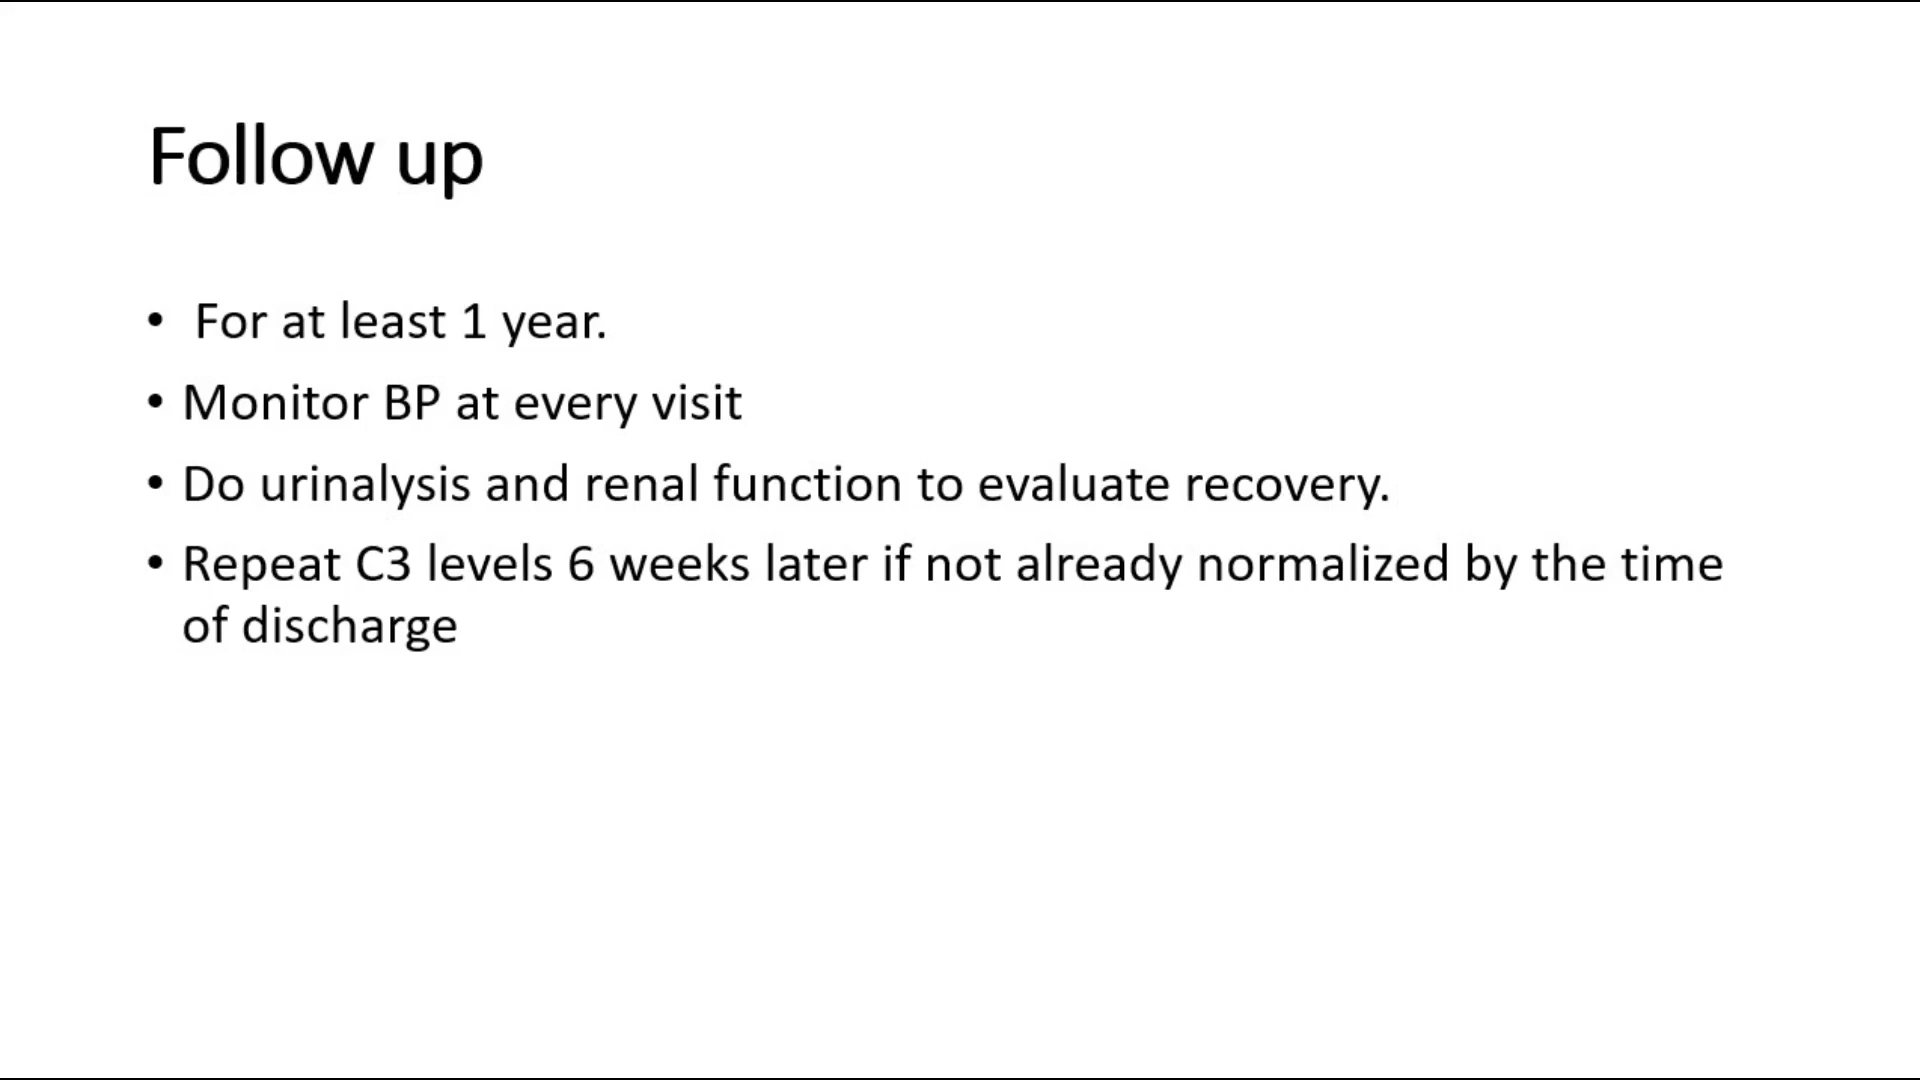 Follow up
• For at least 1 year.
• Monitor BP at every visit
• Do urinalysis and renal function to evaluate recovery.
• Repeat C3 levels 6 weeks later if not already normalized by the time
of discharge